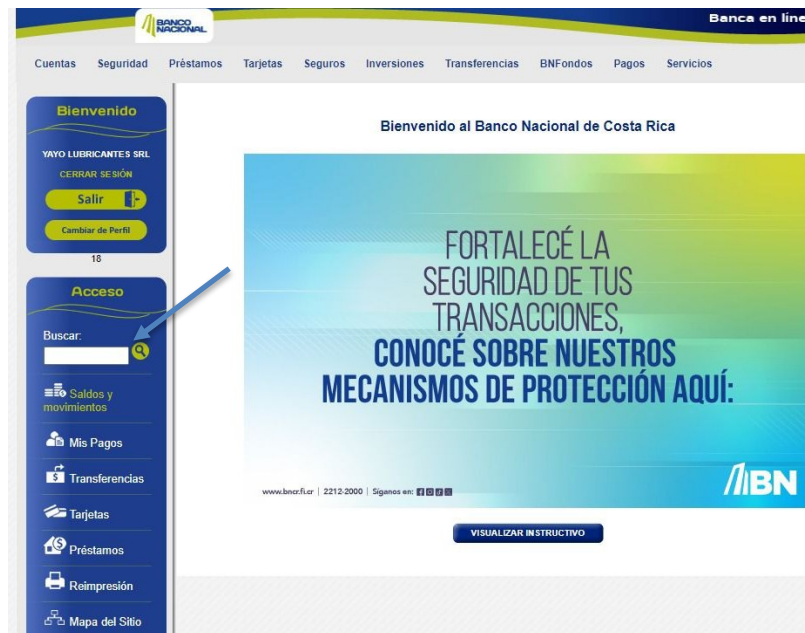 BANCO
NACIONAL
Banca en líne
Cuentas Seguridad Préstamos Tarjetas Seguros Inversiones Transferencias BNFondos Pagos Servicios
Bienvenido
YAYO LUBRICANTES SRL
CERRAR SESIÓN
Salir
Cambiar de Perfil
18
Acceso
Buscar:
Saldos y
movimientos
Mis Pagos
Transferencias
Tarjetas
Préstamos
Reimpresión
Mapa del Sitio
Bienvenido al Banco Nacional de Costa Rica
FORTALECÉ LA
SEGURIDAD DE TUS
TRANSACCIONES,
CONOCÉ SOBRE NUESTROS
MECANISMOS DE PROTECCIÓN AQUÍ:
www.bncr.fi.cr | 2212-2000 | Síganos en:
BN
VISUALIZAR INSTRUCTIVO